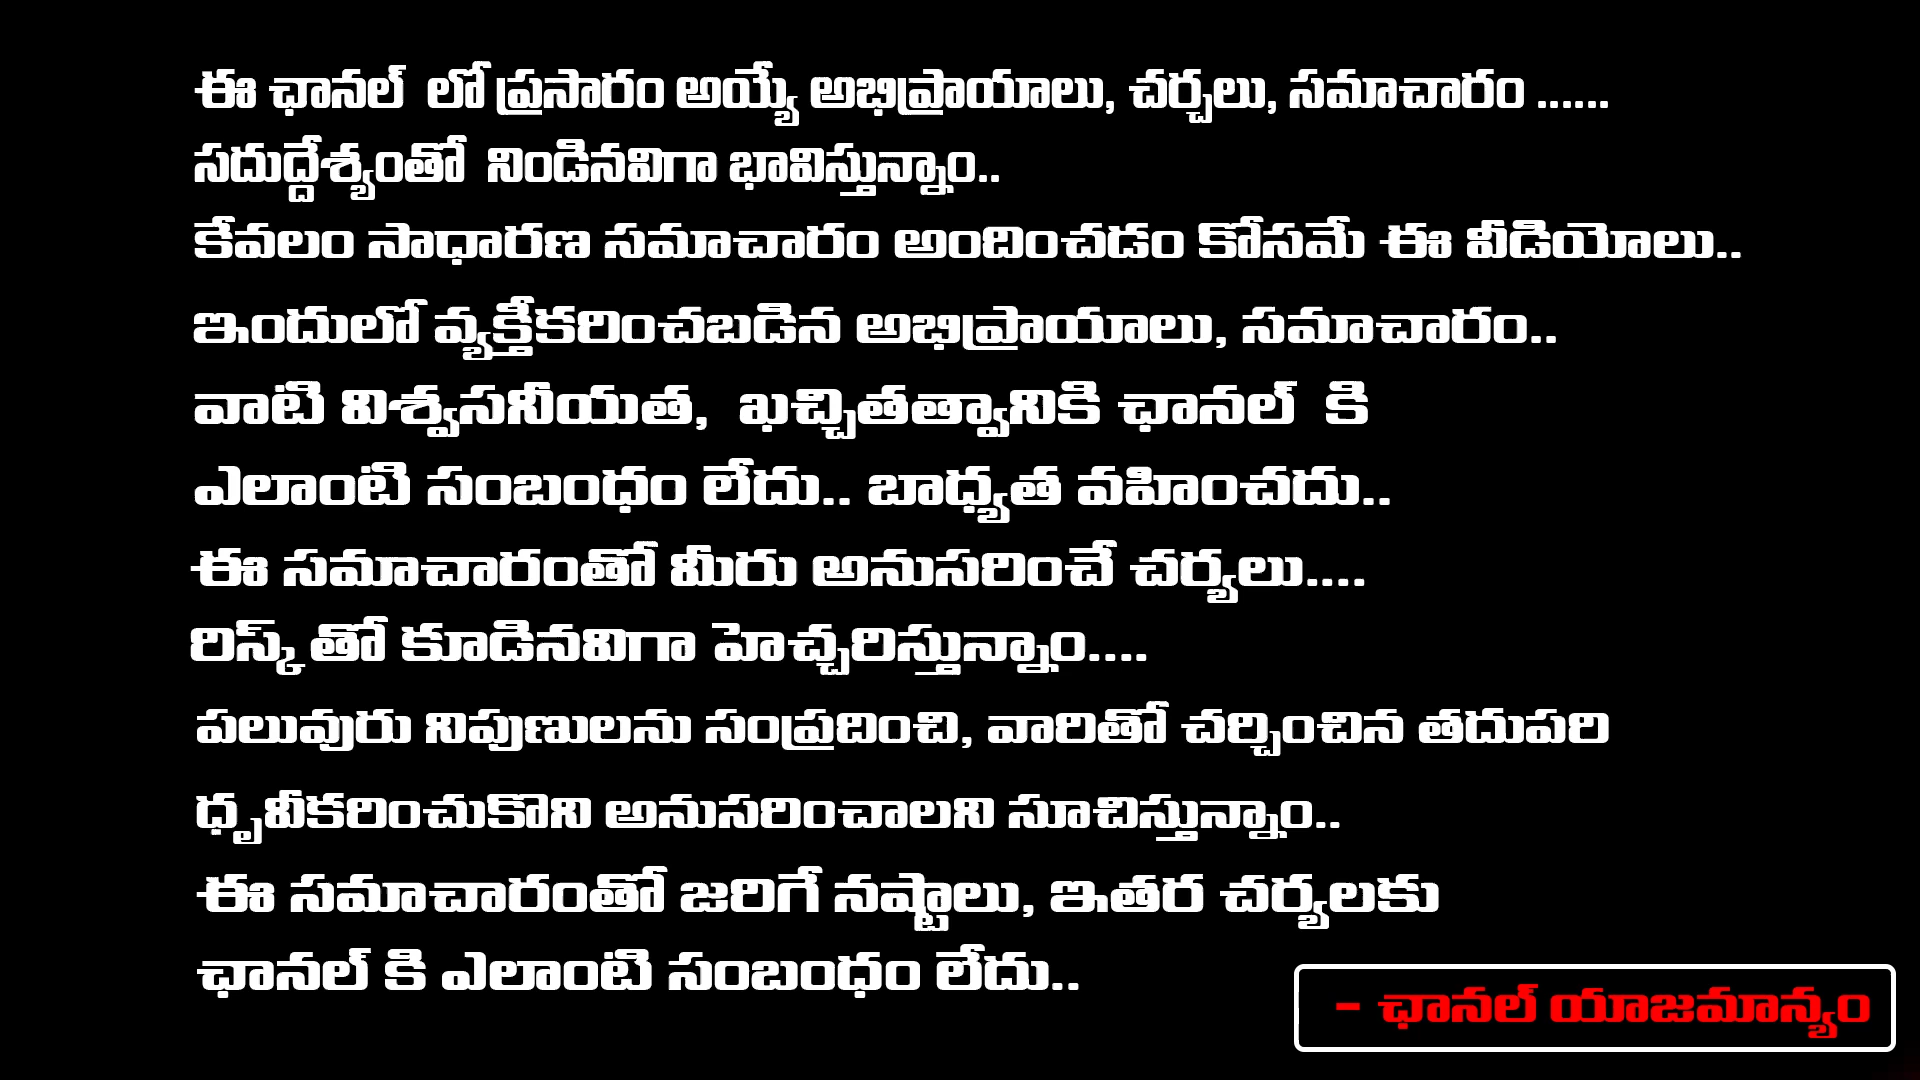 ఈ ఛానల్ లో ప్రసారం అయ్యే అభిప్రాయాలు, చర్చలు, సమాచారం ......
సదుద్దేశ్యంతో నిండినవిగా భావిస్తున్నాం..
కేవలం సాధారణ సమాచారం అందించడం కోసమే ఈ వీడియోలు..
ఇందులో వ్యక్తీకరించబడిన అభిప్రాయాలు, సమాచారం..
వాటి విశ్వసనీయత, ఖచ్చితత్వానికి ఛానల్ కి
ఎలాంటి సంబంధం లేదు.. బాధ్యత వహించదు..
ఈ సమాచారంతో మీరు అనుసరించే చర్యలు....
రిస్క్ తో కూడినవిగా హెచ్చరిస్తున్నాం....
పలువురు నిపుణులను సంప్రదించి, వారితో చర్చించిన తదుపరి
ధృవీకరించుకొని అనుసరించాలని సూచిస్తున్నాం..
ఈ సమాచారంతో జరిగే నష్టాలు, ఇతర చర్యలకు
ఛానల్ కి ఎలాంటి సంబంధం లేదు..
- ఛానల్ యాజమాన్యం